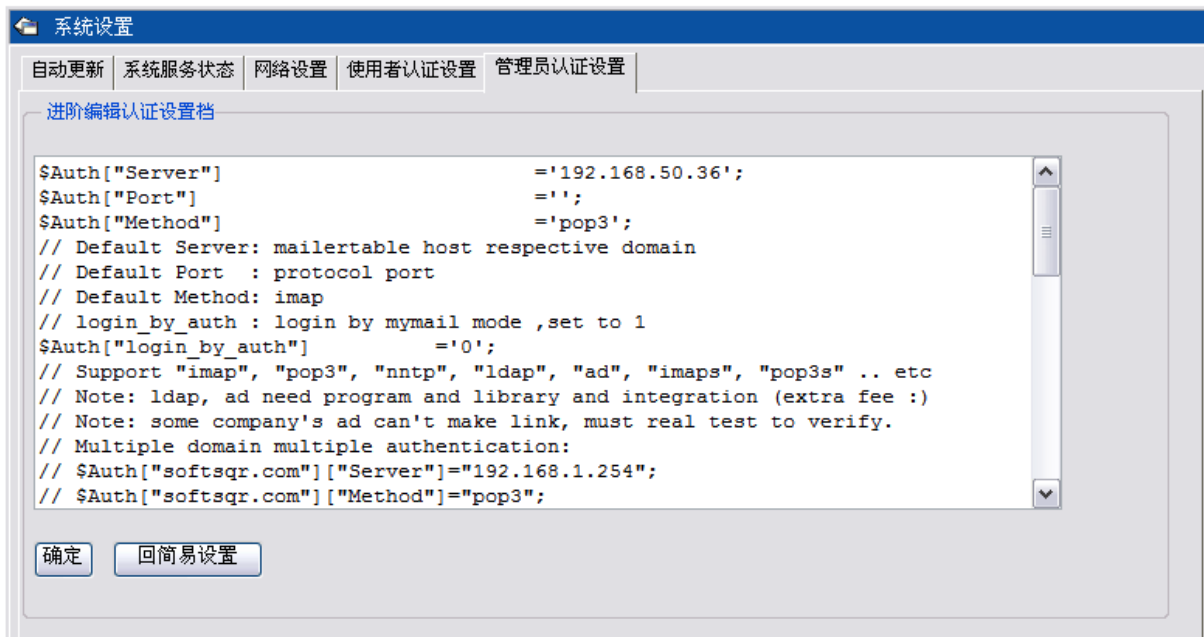 系统设置
自动更新 系统服务状态 网络设置 使用者认证设置 管理员认证设置
进阶编辑认证设置档
$Auth["Server"] ='192.168.50.36';
$Auth["Port"] ='';
$Auth["Method"] ='pop3';
// Default Server: mailertable host respective domain
// Default Port  : protocol port
// Default Method: imap
// login_by_auth : login by mymail mode ,set to 1
$Auth["login_by_auth"] ='0';
// Support "imap", "pop3", "nntp", "ldap", "ad", "imaps", "pop3s" .. etc
// Note: ldap, ad need program and library and integration (extra fee :)
// Note: some company's ad can't make link, must real test to verify.
// Multiple domain multiple authentication:
// $Auth["softsqr.com"]["Server"]="192.168.1.254";
// $Auth["softsqr.com"]["Method"]="pop3";
确定 回简易设置